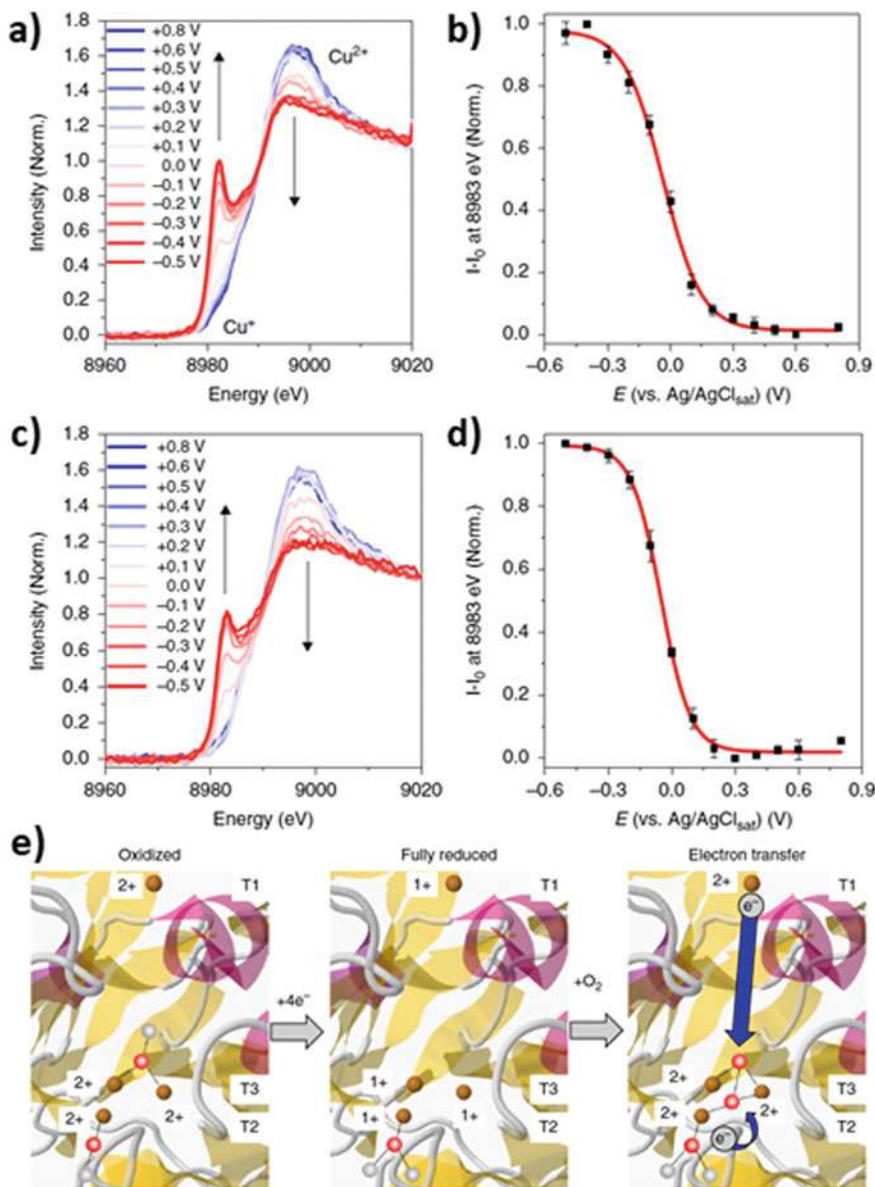 a)
+0.8 V
+0.6 V
+0.5 V
+0.4 V
+0.3 V
+0.2 V
+0.1 V
0.0 V
−0.1 V
−0.2 V
−0.3 V
−0.4 V
−0.5 V
Cu²⁺
Cu⁺
Intensity (Norm.)
1.8
1.6
1.4
1.2
1.0
0.8
0.6
0.4
0.2
0.0
8960 8980 9000 9020
Energy (eV)
b)
I-I₀ at 8983 eV (Norm.)
1.0
0.8
0.6
0.4
0.2
0.0
−0.6 −0.3 0.0 0.3 0.6 0.9
E (vs. Ag/AgCl_sat) (V)
c)
+0.8 V
+0.6 V
+0.5 V
+0.4 V
+0.3 V
+0.2 V
+0.1 V
0.0 V
−0.1 V
−0.2 V
−0.3 V
−0.4 V
−0.5 V
Intensity (Norm.)
1.8
1.6
1.4
1.2
1.0
0.8
0.6
0.4
0.2
0.0
8960 8980 9000 9020
Energy (eV)
d)
I-I₀ at 8983 eV (Norm.)
1.0
0.8
0.6
0.4
0.2
0.0
−0.6 −0.3 0.0 0.3 0.6 0.9
E (vs. Ag/AgCl_sat) (V)
e)
Oxidized
2+
T1
2+
T3
2+
2+
T2
+4e⁻
Fully reduced
1+
T1
1+
T3
1+
1+
T2
+O₂
Electron transfer
2+
T1
e⁻
2+
T3
2+
2+
T2
e⁻